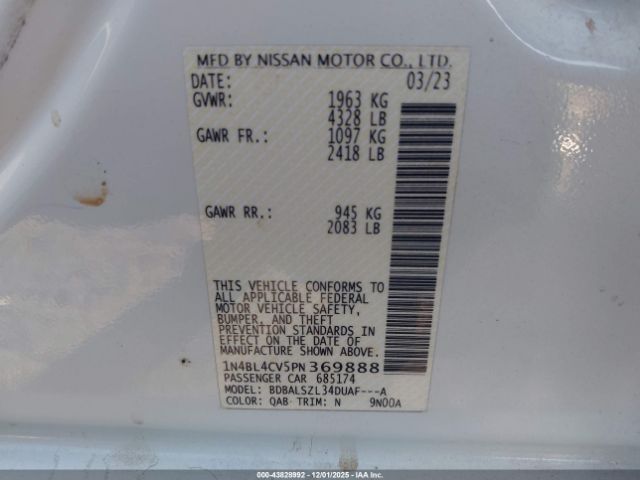 MFD BY NISSAN MOTOR CO., LTD.
DATE: 03/23
GVWR: 1963 KG
4328 LB
GAWR FR.: 1097 KG
2418 LB
GAWR RR.: 945 KG
2083 LB
THIS VEHICLE CONFORMS TO
ALL APPLICABLE FEDERAL
MOTOR VEHICLE SAFETY,
BUMPER, AND THEFT
PREVENTION STANDARDS IN
EFFECT ON THE DATE OF
MANUFACTURE SHOWN ABOVE.
1N4BL4CV5PN369888
PASSENGER CAR 685174
MODEL: BDBALSZL34DUAF---A
COLOR: QAB TRIM: N 9N00A
© IAA 000-43828992 | 12/01/2025 | © Copyright IAA, LLC